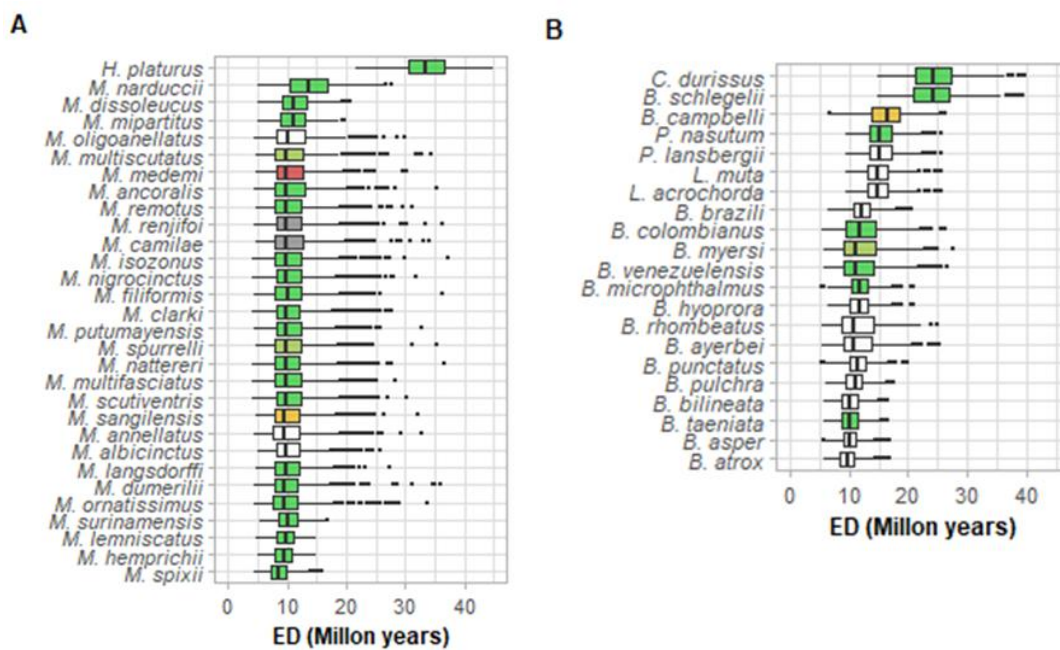 A
H. platurus
M. narduccii
M. dissoleucus
M. mipartitus
M. oligoanellatus
M. multiscutatus
M. medemi
M. ancoralis
M. remotus
M. renjifoi
M. camilae
M. isozonus
M. nigrocinctus
M. filiformis
M. clarki
M. putumayensis
M. spurrelli
M. nattereri
M. multifasciatus
M. scutiventris
M. sangilensis
M. annellatus
M. albicinctus
M. langsdorffi
M. dumerilii
M. ornatissimus
M. surinamensis
M. lemniscatus
M. hemprichii
M. spixii
0 10 20 30 40
ED (Millon years)
B
C. durissus
B. schlegelii
B. campbelli
P. nasutum
P. lansbergii
L. muta
L. acrochorda
B. brazili
B. colombianus
B. myersi
B. venezuelensis
B. microphthalmus
B. hyoprora
B. rhombeatus
B. ayerbei
B. punctatus
B. pulchra
B. bilineata
B. taeniata
B. asper
B. atrox
0 10 20 30 40
ED (Millon years)